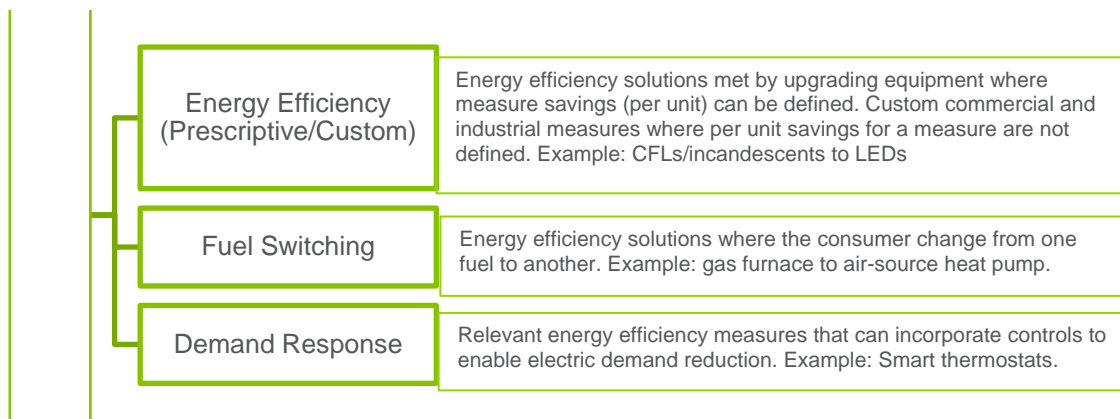 Energy Efficiency
(Prescriptive/Custom)
Energy efficiency solutions met by upgrading equipment where
measure savings (per unit) can be defined. Custom commercial and
industrial measures where per unit savings for a measure are not
defined. Example: CFLs/incandescents to LEDs
Fuel Switching
Energy efficiency solutions where the consumer change from one
fuel to another. Example: gas furnace to air-source heat pump.
Demand Response
Relevant energy efficiency measures that can incorporate controls to
enable electric demand reduction. Example: Smart thermostats.